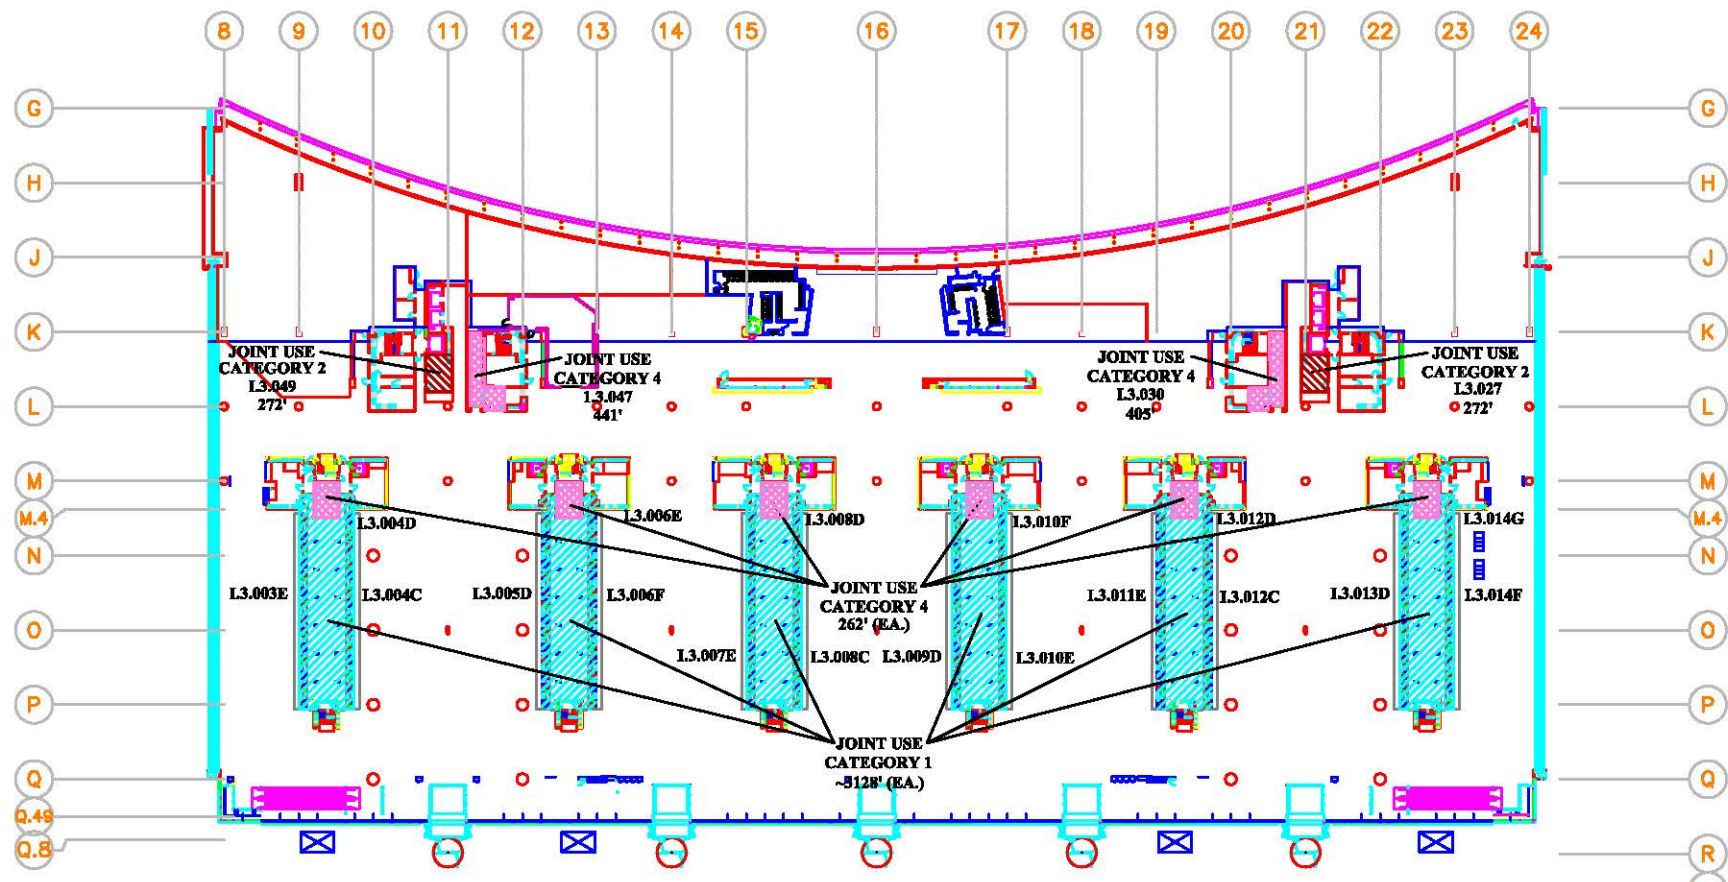 8 9 10 11 12 13 14 15 16 17 18 19 20 21 22 23 24
G G
H H
J J
K K
JOINT USE
CATEGORY 2
L3.049
272'
JOINT USE
CATEGORY 4
L3.047
441'
JOINT USE
CATEGORY 4
L3.030
405'
JOINT USE
CATEGORY 2
L3.027
272'
L L
M M
M.4 M.4
L3.004D L3.006E L3.008D L3.010F L3.012D L3.014G
N N
L3.003E L3.004C L3.005D L3.006F L3.011E L3.012C L3.013D L3.014F
JOINT USE
CATEGORY 4
262' (EA.)
O O
L3.007E L3.008C L3.009D L3.010E
P P
JOINT USE
CATEGORY 1
~3128' (EA.)
Q Q
Q.49
Q.8 R